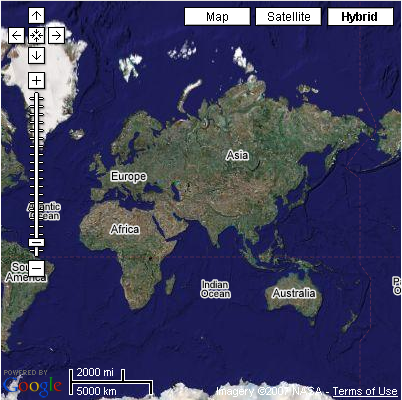 Map Satellite Hybrid
Asia
Europe
Atlantic
Ocean
Africa
South
America
Indian
Ocean
Australia
POWERED BY
Google
2000 mi
5000 km
Imagery ©2007 NASA - Terms of Use